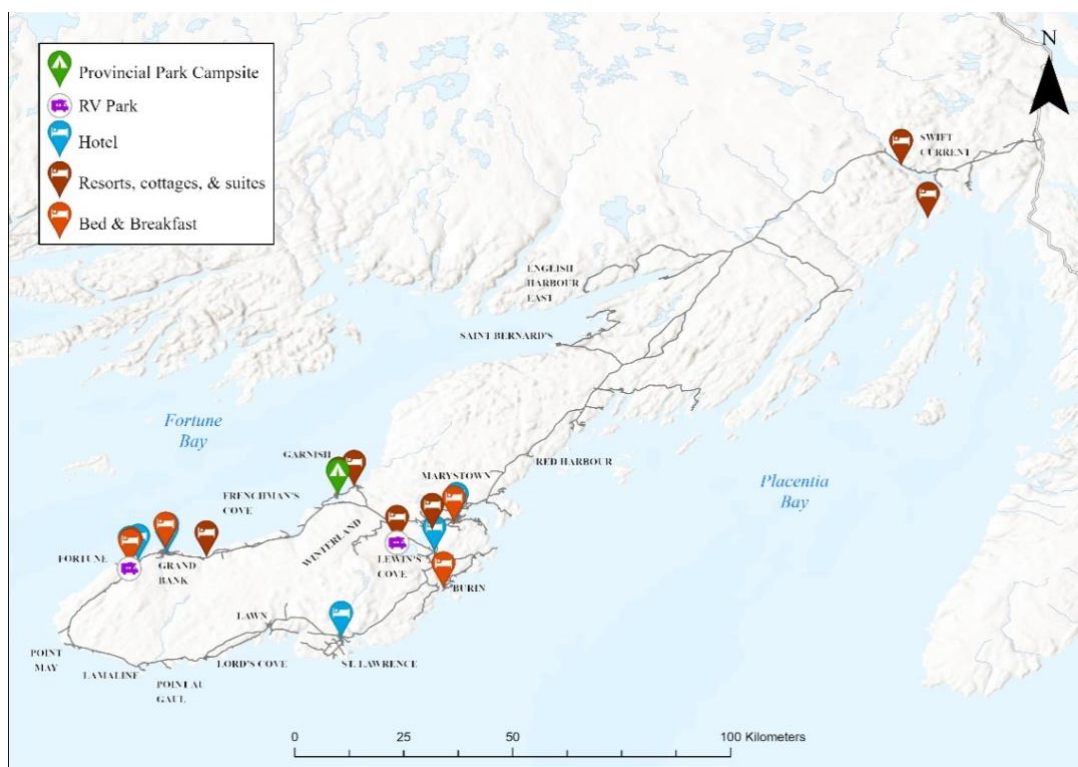 Provincial Park Campsite
RV Park
Hotel
Resorts, cottages, & suites
Bed & Breakfast
N
SWIFT
CURRENT
ENGLISH
HARBOUR
EAST
SAINT BERNARD'S
Fortune
Bay
GARNISH
MARYSTOWN
RED HARBOUR
Placentia
Bay
FRENCHMAN'S
COVE
WINTERLAND
FORTUNE
GRAND
BANK
LEWIN'S
COVE
BURIN
LAWN
POINT
MAY
LAMALINE
LORD'S COVE
ST. LAWRENCE
POINT AU
GAUL
0 25 50 100 Kilometers